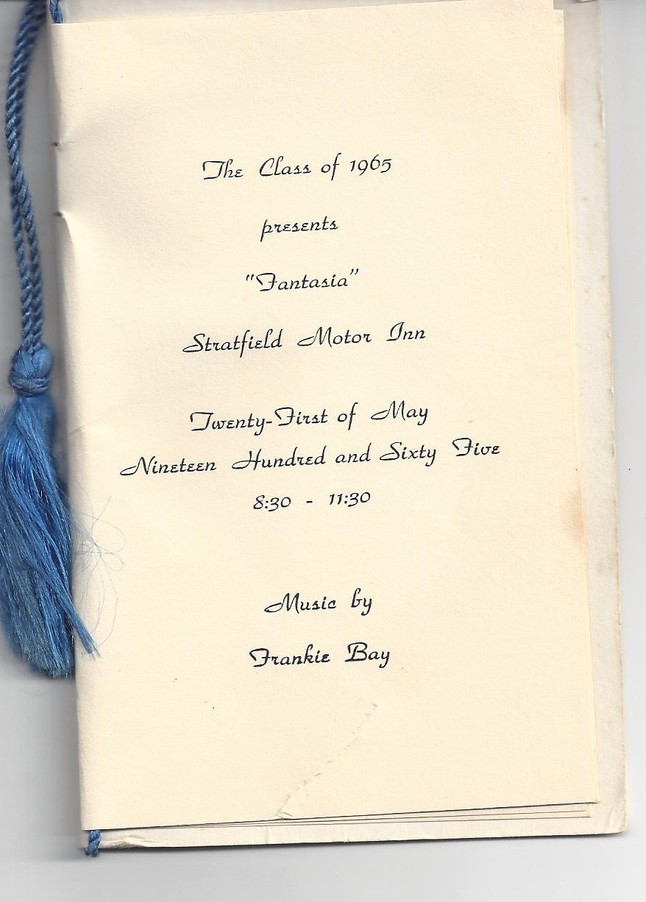 The Class of 1965
presents
"Fantasia"
Stratfield Motor Inn
Twenty-First of May
Nineteen Hundred and Sixty Five
8:30 - 11:30
Music by
Frankie Bay